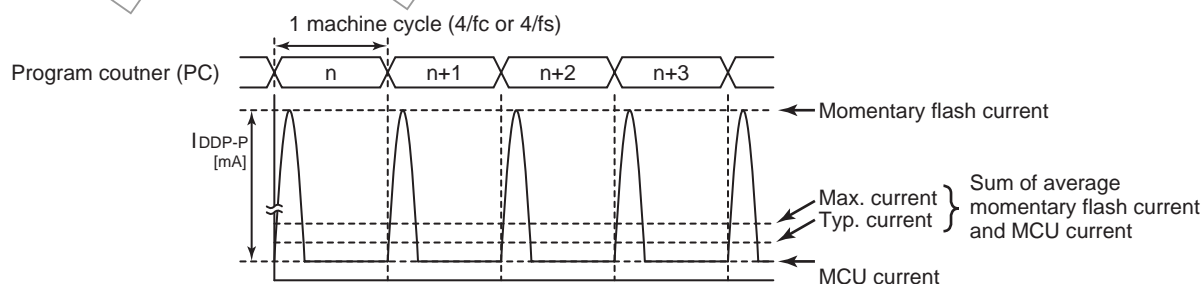 1 machine cycle (4/fc or 4/fs)
Program coutner (PC)
n
n+1
n+2
n+3
Momentary flash current
IDDP-P
[mA]
Max. current
Typ. current
Sum of average
momentary flash current
and MCU current
MCU current